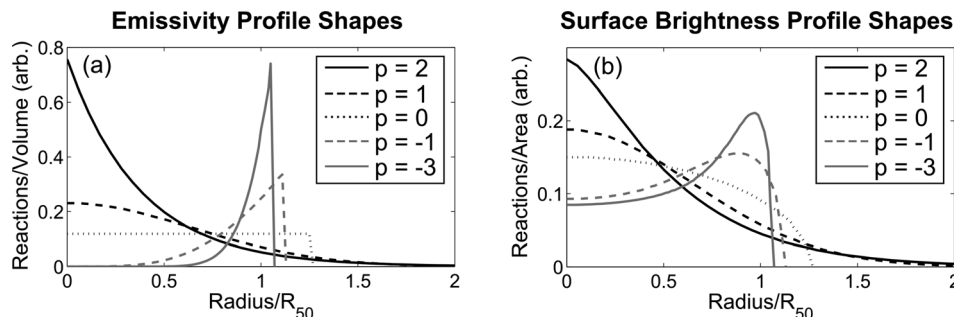 Emissivity Profile Shapes
Reactions/Volume (arb.)
0.8
0.6
0.4
0.2
0
(a)
p = 2
p = 1
p = 0
p = -1
p = -3
0 0.5 1 1.5 2
Radius/R50
Surface Brightness Profile Shapes
Reactions/Area (arb.)
0.2
0.1
0
(b)
p = 2
p = 1
p = 0
p = -1
p = -3
0 0.5 1 1.5 2
Radius/R50